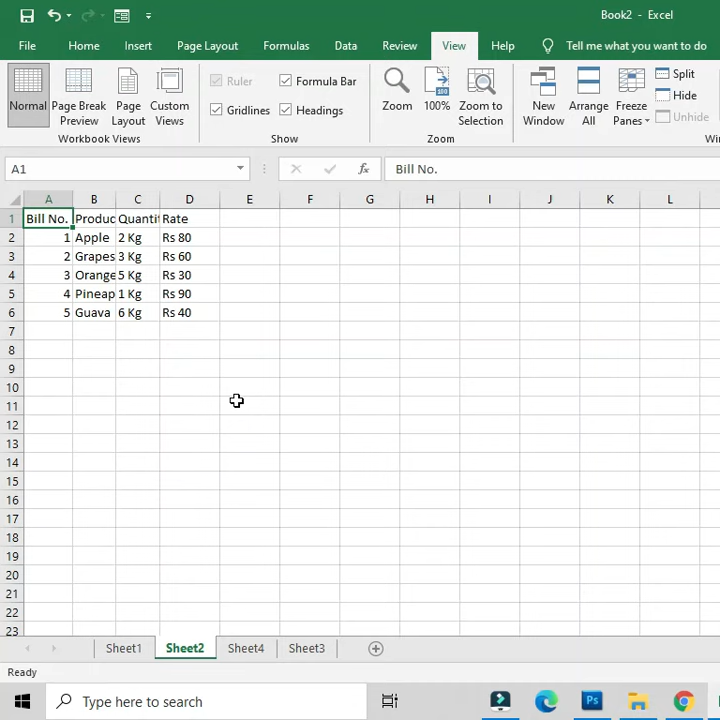 Book2 - Excel
File Home Insert Page Layout Formulas Data Review View Help Tell me what you want to do
Normal Page Break Preview Page Layout Custom Views
Workbook Views
Ruler Formula Bar
Gridlines Headings
Show
Zoom 100% Zoom to Selection
Zoom
New Window Arrange All Freeze Panes
Split
Hide
Unhide
A1 fx Bill No.
A B C D E F G H I J K L
1 Bill No. Produc Quantit Rate
2 1 Apple 2 Kg Rs 80
3 2 Grapes 3 Kg Rs 60
4 3 Orange 5 Kg Rs 30
5 4 Pineap 1 Kg Rs 90
6 5 Guava 6 Kg Rs 40
7
8
9
10
11
12
13
14
15
16
17
18
19
20
21
22
23
Sheet1 Sheet2 Sheet4 Sheet3
Ready
Type here to search